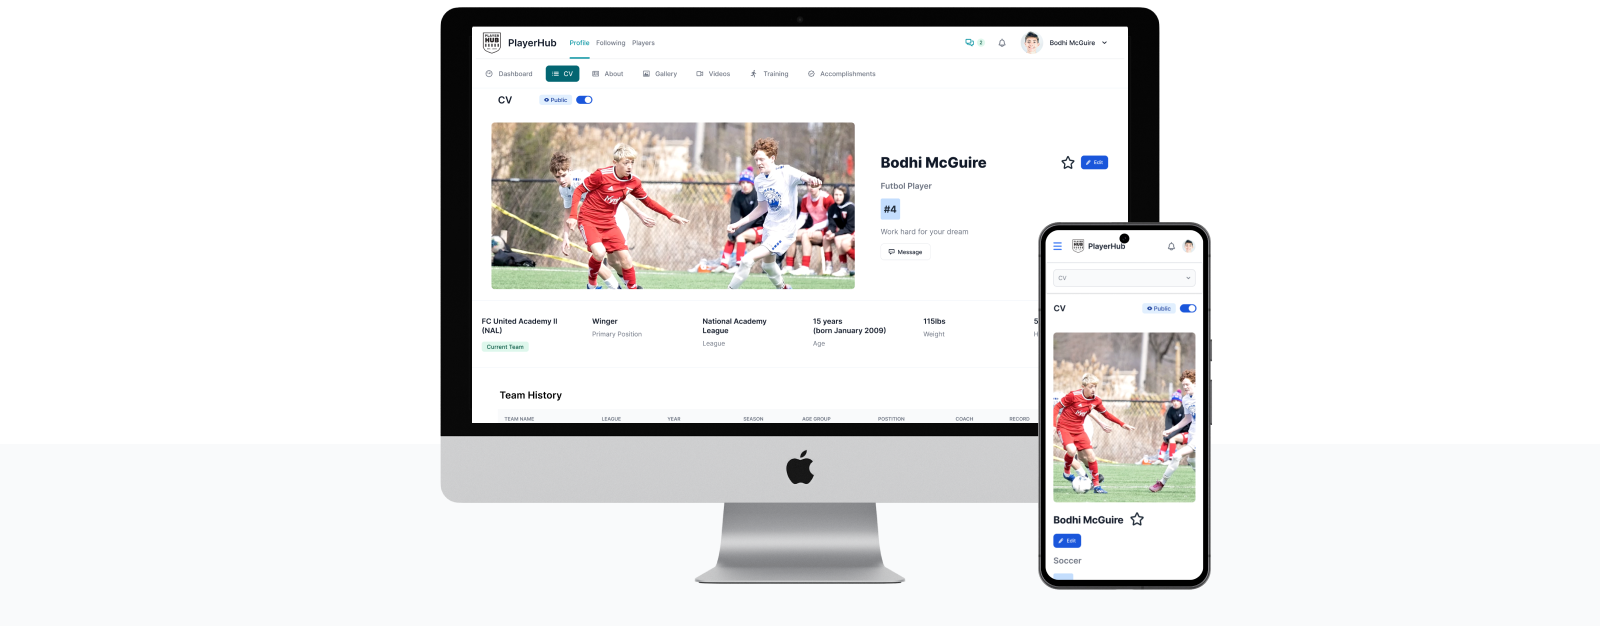 PLAYER
HUB
PlayerHub
Profile Following Players
2
Bodhi McGuire
Dashboard CV About Gallery Videos Training Accomplishments
CV
Public
Bodhi McGuire
Edit
Futbol Player
#4
Work hard for your dream
Message
FC United Academy II
(NAL)
Current Team
Winger
Primary Position
National Academy
League
League
15 years
(born January 2009)
Age
115lbs
Weight
5
H
Team History
TEAM NAME LEAGUE YEAR SEASON AGE GROUP POSTITION COACH RECORD
HUB
PlayerHub
CV
CV
Public
Bodhi McGuire
Edit
Soccer